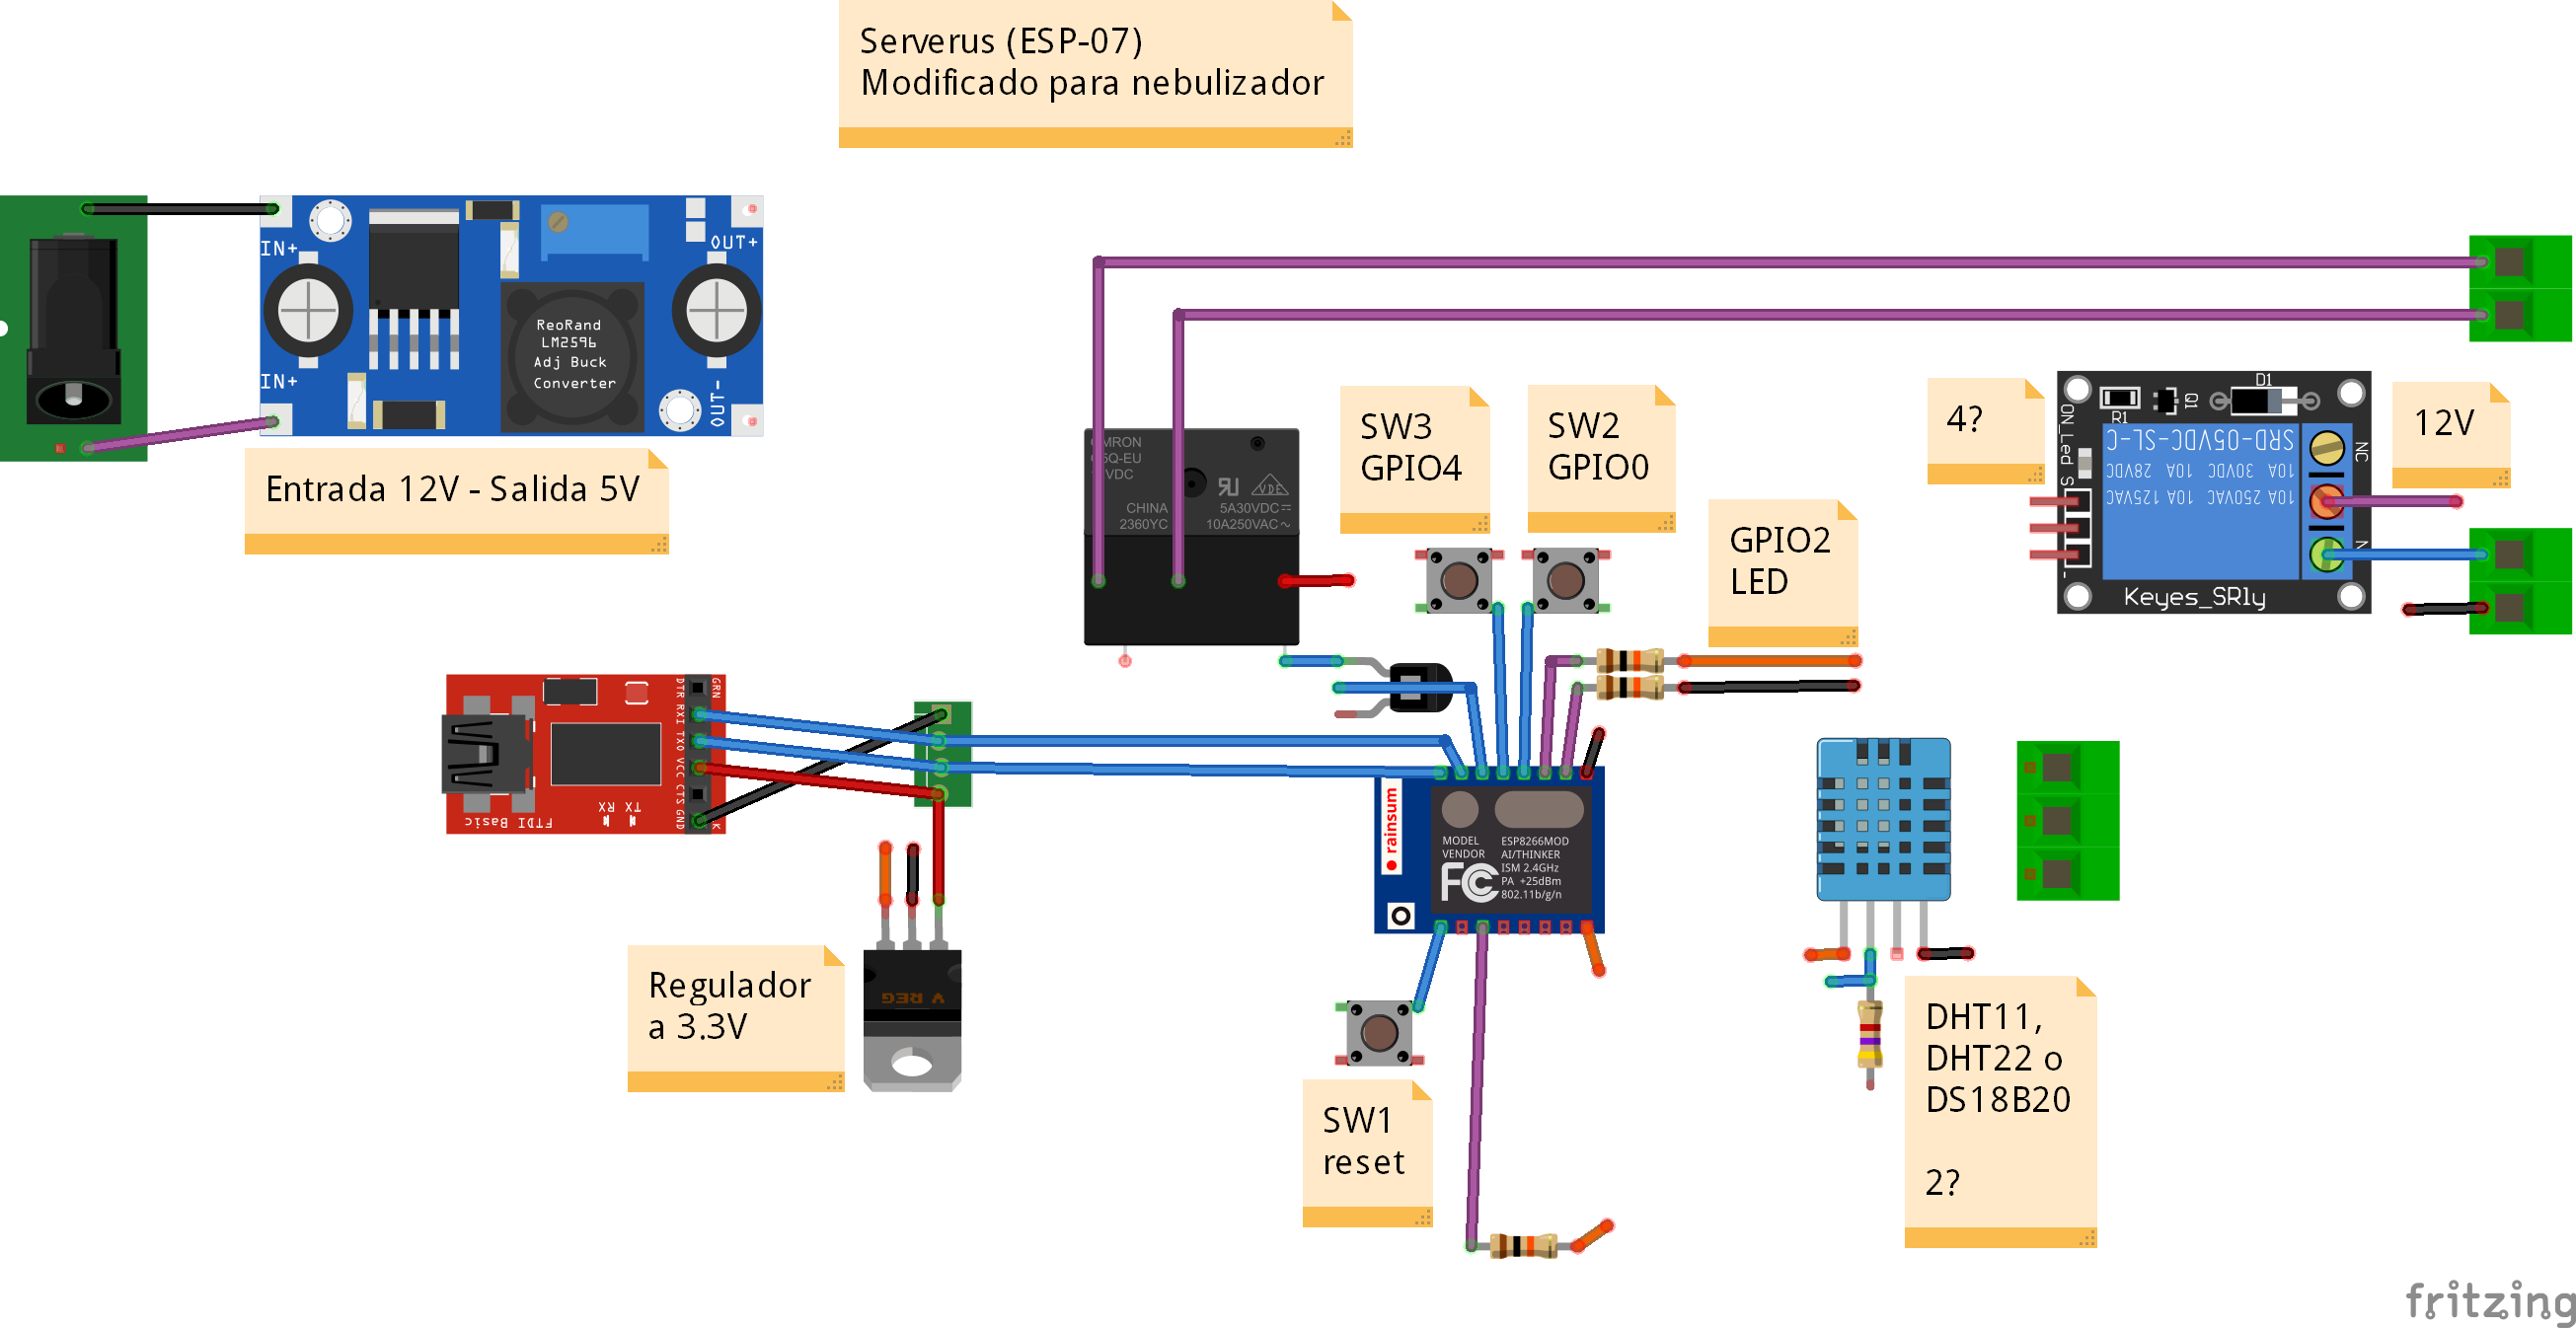 Serverus (ESP-07)
Modificado para nebulizador
IN+
OUT+
ReoRand
LM2596
Adj Buck
Converter
IN+
OUT-
Entrada 12V - Salida 5V
OMRON
G5Q-EU
VDC
CHINA
2360YC
VDE
5A30VDC
10A250VAC~
SW3
GPIO4
SW2
GPIO0
GPIO2
LED
4?
12V
D1
R1
Q1
ON_Led
S
-
SRD-05VDC-SL-C
10A 30VDC 10A 28VDC
10A 250VAC 10A 125VAC
NC
N
Keyes_SRly
DTR
RXI
TXO
VCC
CTS
GND
GRN
K
TX RX
FTDI Basic
Regulador
a 3.3V
V REG
rainsum
MODEL
VENDOR
ESP8266MOD
AI/THINKER
ISM 2.4GHz
PA +25dBm
802.11b/g/n
FC
SW1
reset
DHT11,
DHT22 o
DS18B20
2?
fritzing